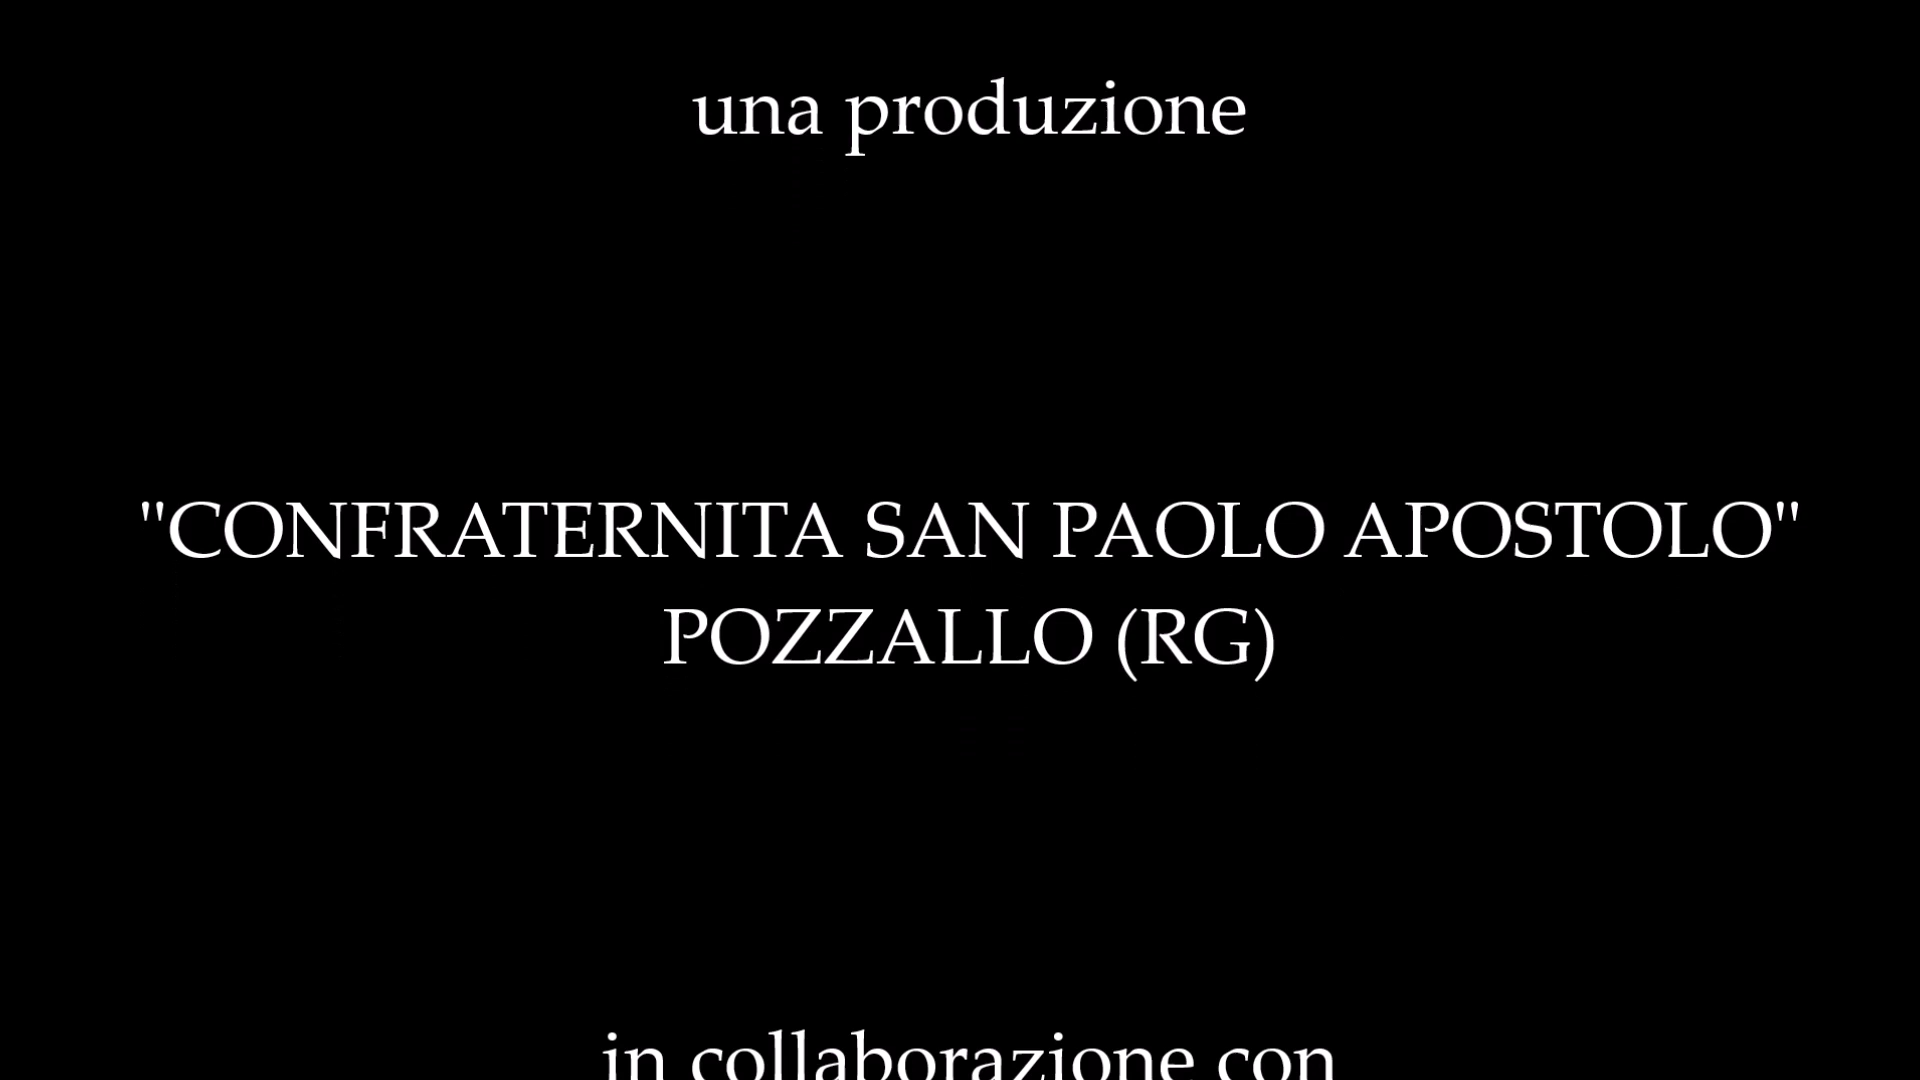 una produzione
"CONFRATERNITA SAN PAOLO APOSTOLO"
POZZALLO (RG)
in collaborazione con